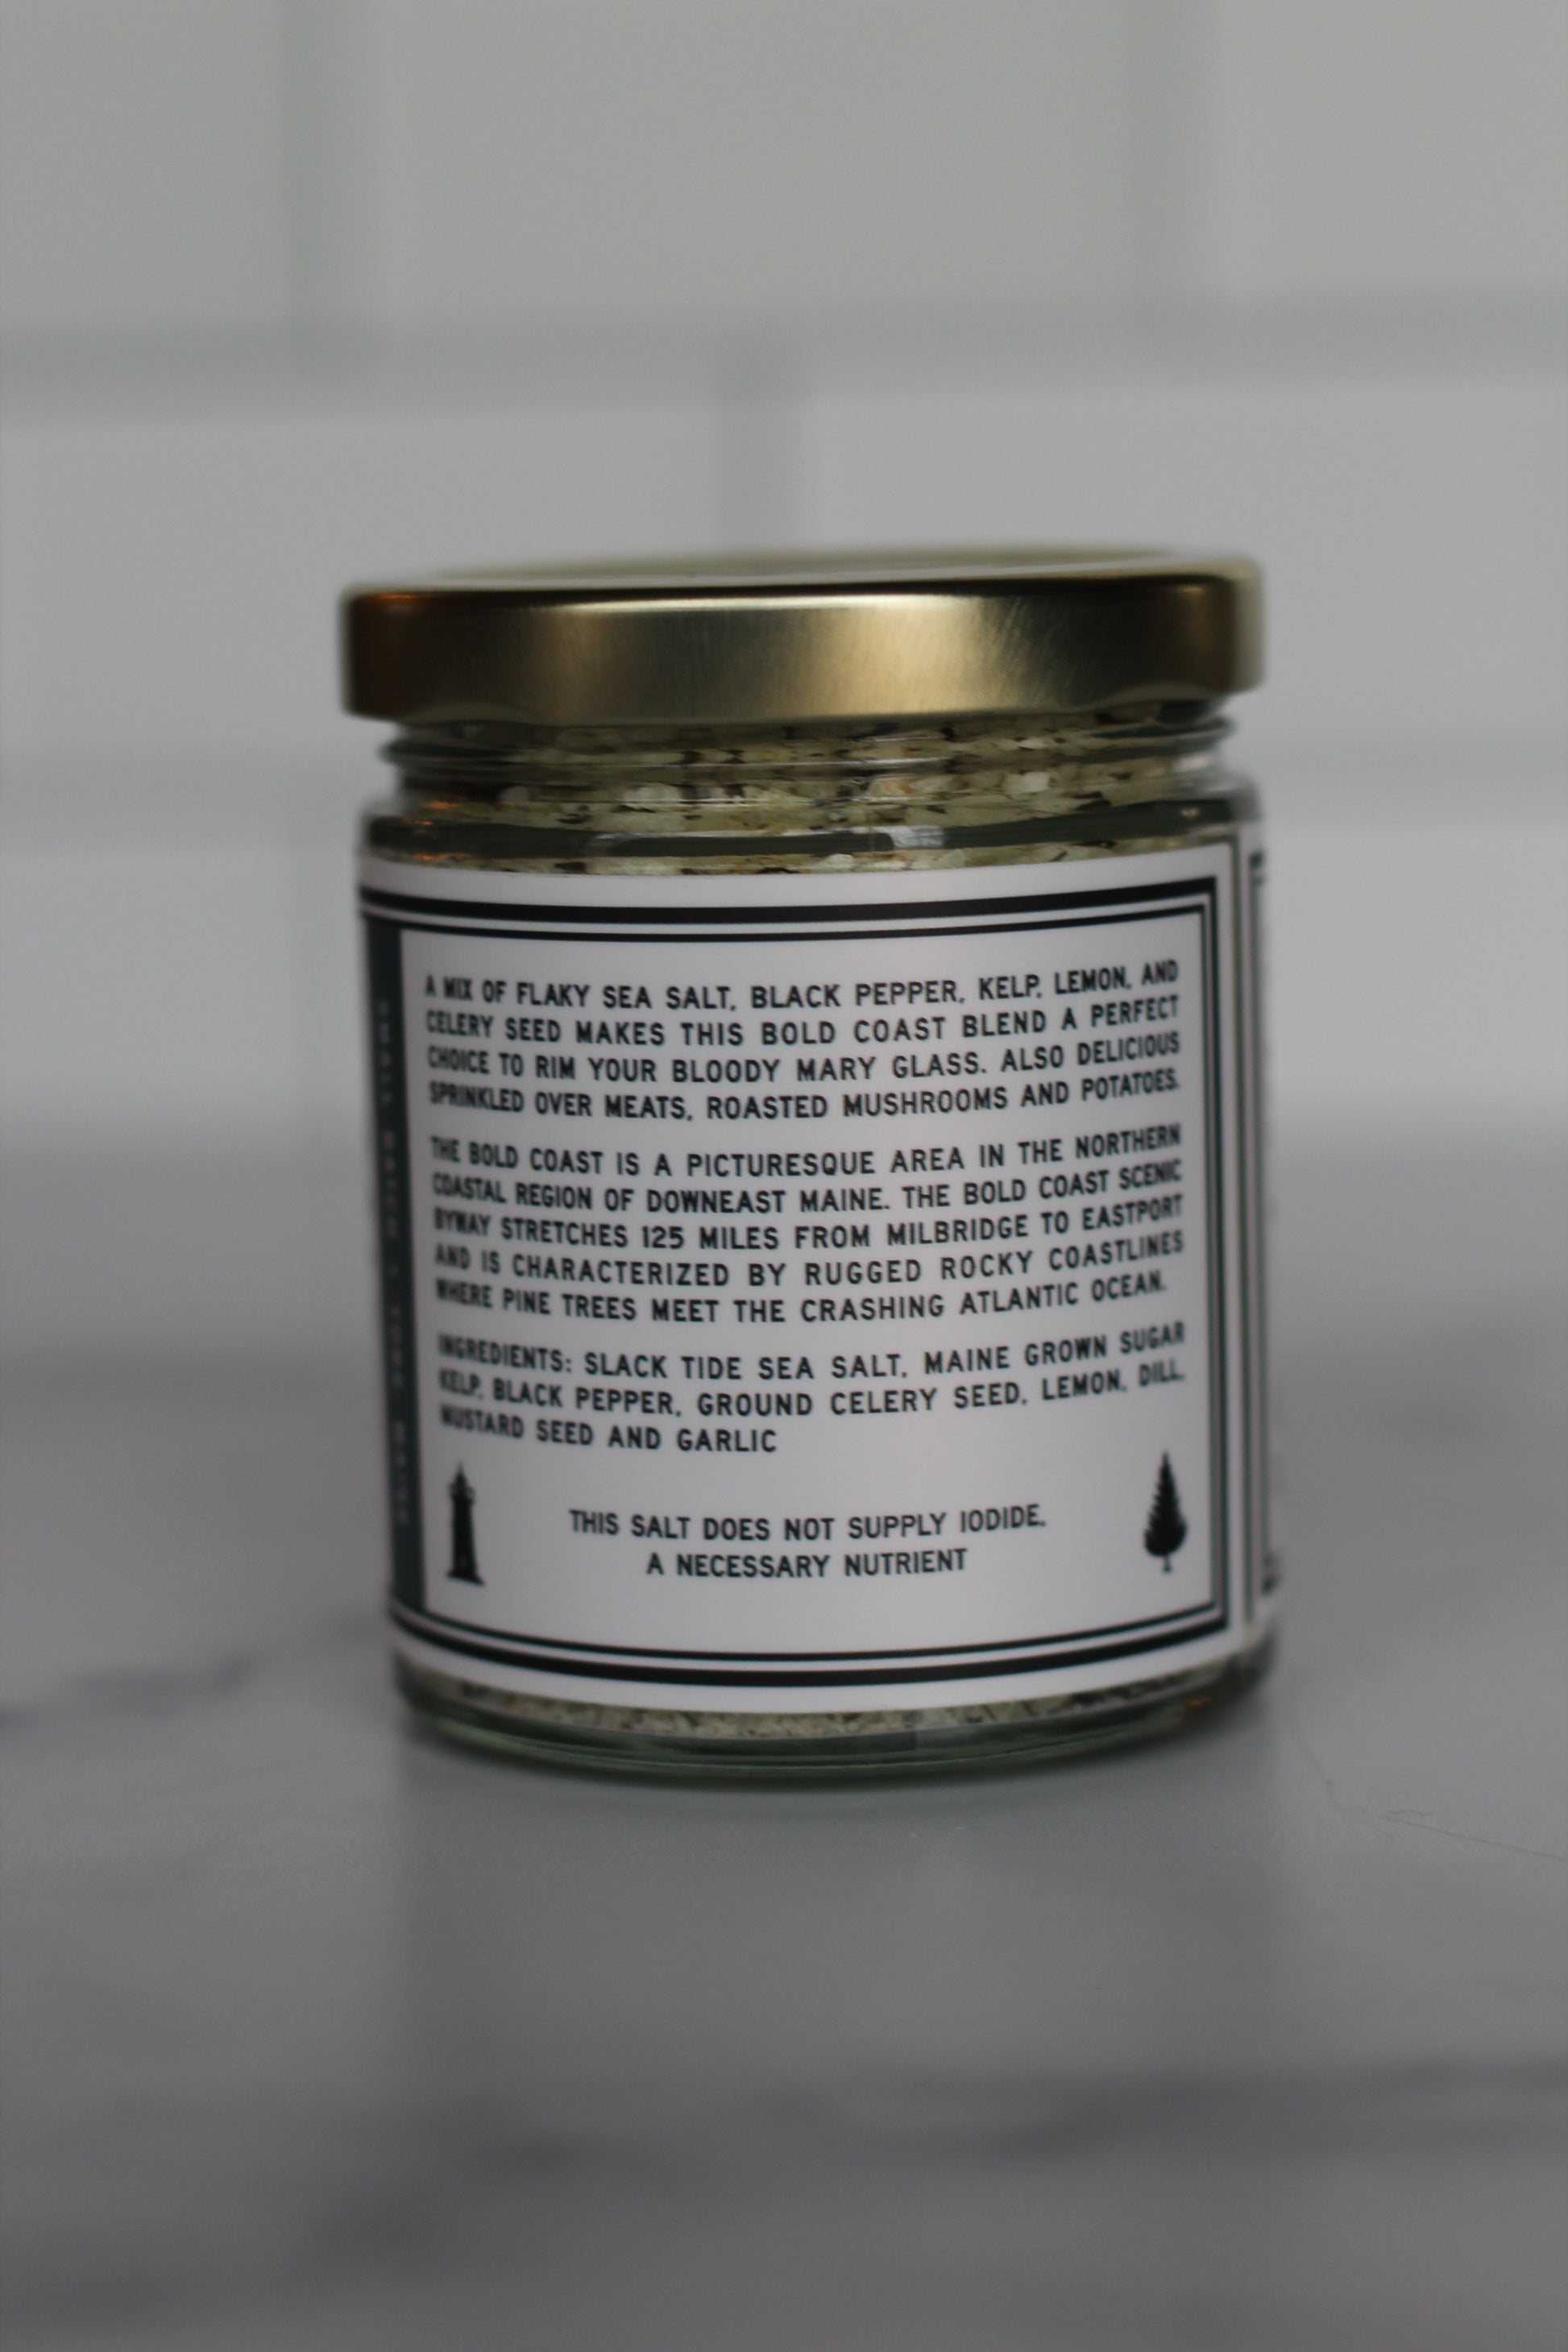 A MIX OF FLAKY SEA SALT, BLACK PEPPER, KELP, LEMON, AND
CELERY SEED MAKES THIS BOLD COAST BLEND A PERFECT
CHOICE TO RIM YOUR BLOODY MARY GLASS. ALSO DELICIOUS
SPRINKLED OVER MEATS, ROASTED MUSHROOMS AND POTATOES.
THE BOLD COAST IS A PICTURESQUE AREA IN THE NORTHERN
COASTAL REGION OF DOWNEAST MAINE. THE BOLD COAST SCENIC
BYWAY STRETCHES 125 MILES FROM MILBRIDGE TO EASTPORT
AND IS CHARACTERIZED BY RUGGED ROCKY COASTLINES
WHERE PINE TREES MEET THE CRASHING ATLANTIC OCEAN.
INGREDIENTS: SLACK TIDE SEA SALT, MAINE GROWN SUGAR
KELP, BLACK PEPPER, GROUND CELERY SEED, LEMON, DILL,
MUSTARD SEED AND GARLIC
THIS SALT DOES NOT SUPPLY IODIDE,
A NECESSARY NUTRIENT